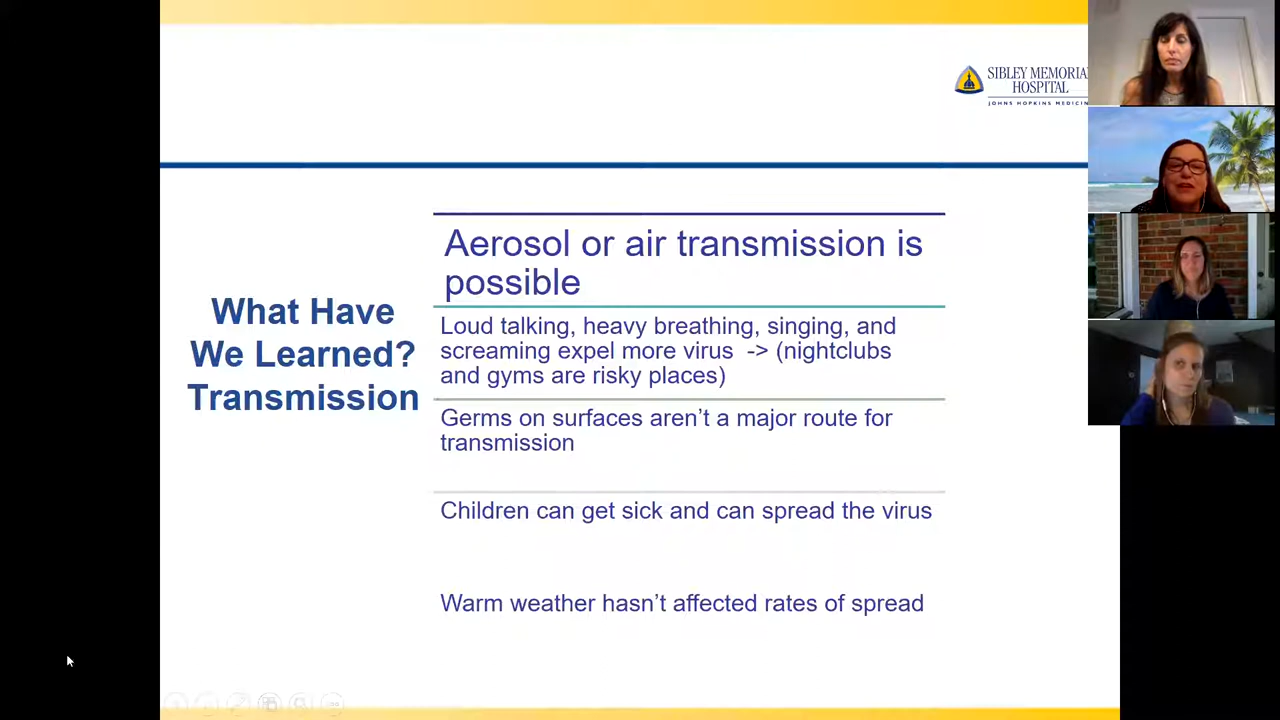 SIBLEY MEMORIA
HOSPITAL
JOHNS HOPKINS MEDICIN
What Have
We Learned?
Transmission
Aerosol or air transmission is
possible
Loud talking, heavy breathing, singing, and
screaming expel more virus -> (nightclubs
and gyms are risky places)
Germs on surfaces aren't a major route for
transmission
Children can get sick and can spread the virus
Warm weather hasn't affected rates of spread